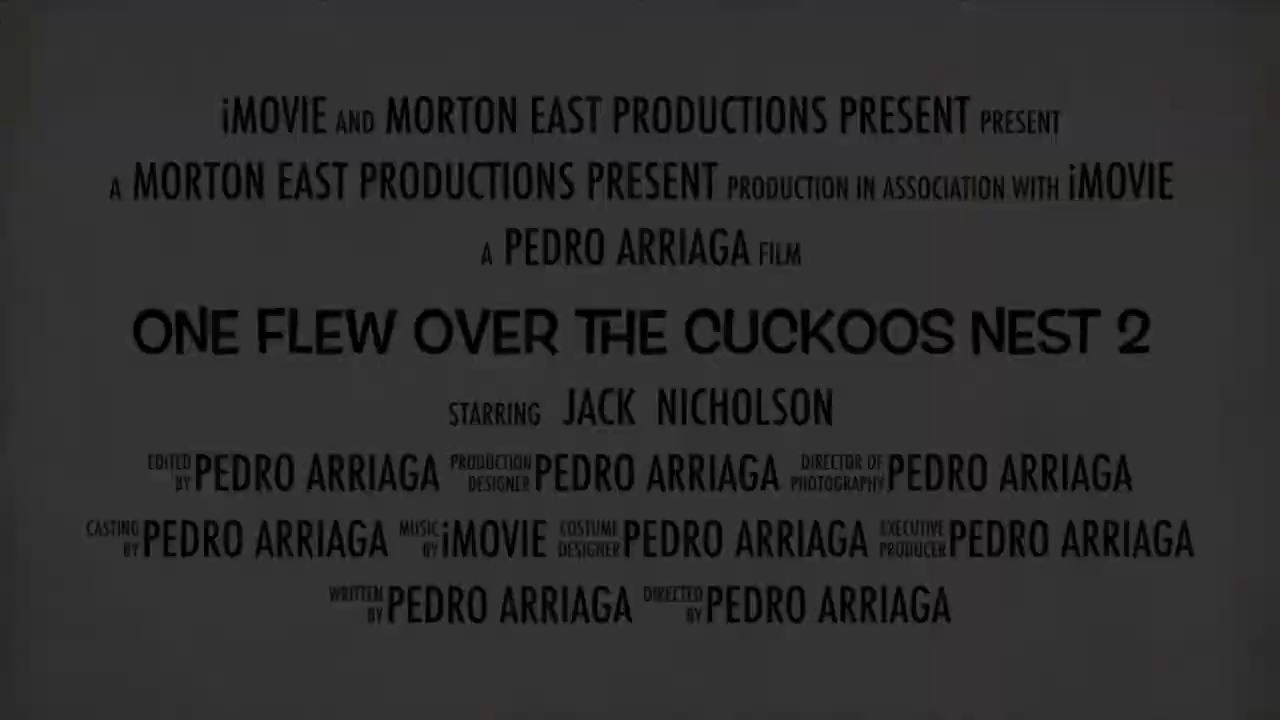 iMOVIE AND MORTON EAST PRODUCTIONS PRESENT PRESENT
A MORTON EAST PRODUCTIONS PRESENT PRODUCTION IN ASSOCIATION WITH iMOVIE
A PEDRO ARRIAGA FILM
ONE FLEW OVER THE CUCKOOS NEST 2
STARRING JACK NICHOLSON
EDITED BY PEDRO ARRIAGA PRODUCTION DESIGNER PEDRO ARRIAGA DIRECTOR OF PHOTOGRAPHY PEDRO ARRIAGA
CASTING BY PEDRO ARRIAGA MUSIC BY iMOVIE COSTUME DESIGNER PEDRO ARRIAGA EXECUTIVE PRODUCER PEDRO ARRIAGA
WRITTEN BY PEDRO ARRIAGA DIRECTED BY PEDRO ARRIAGA